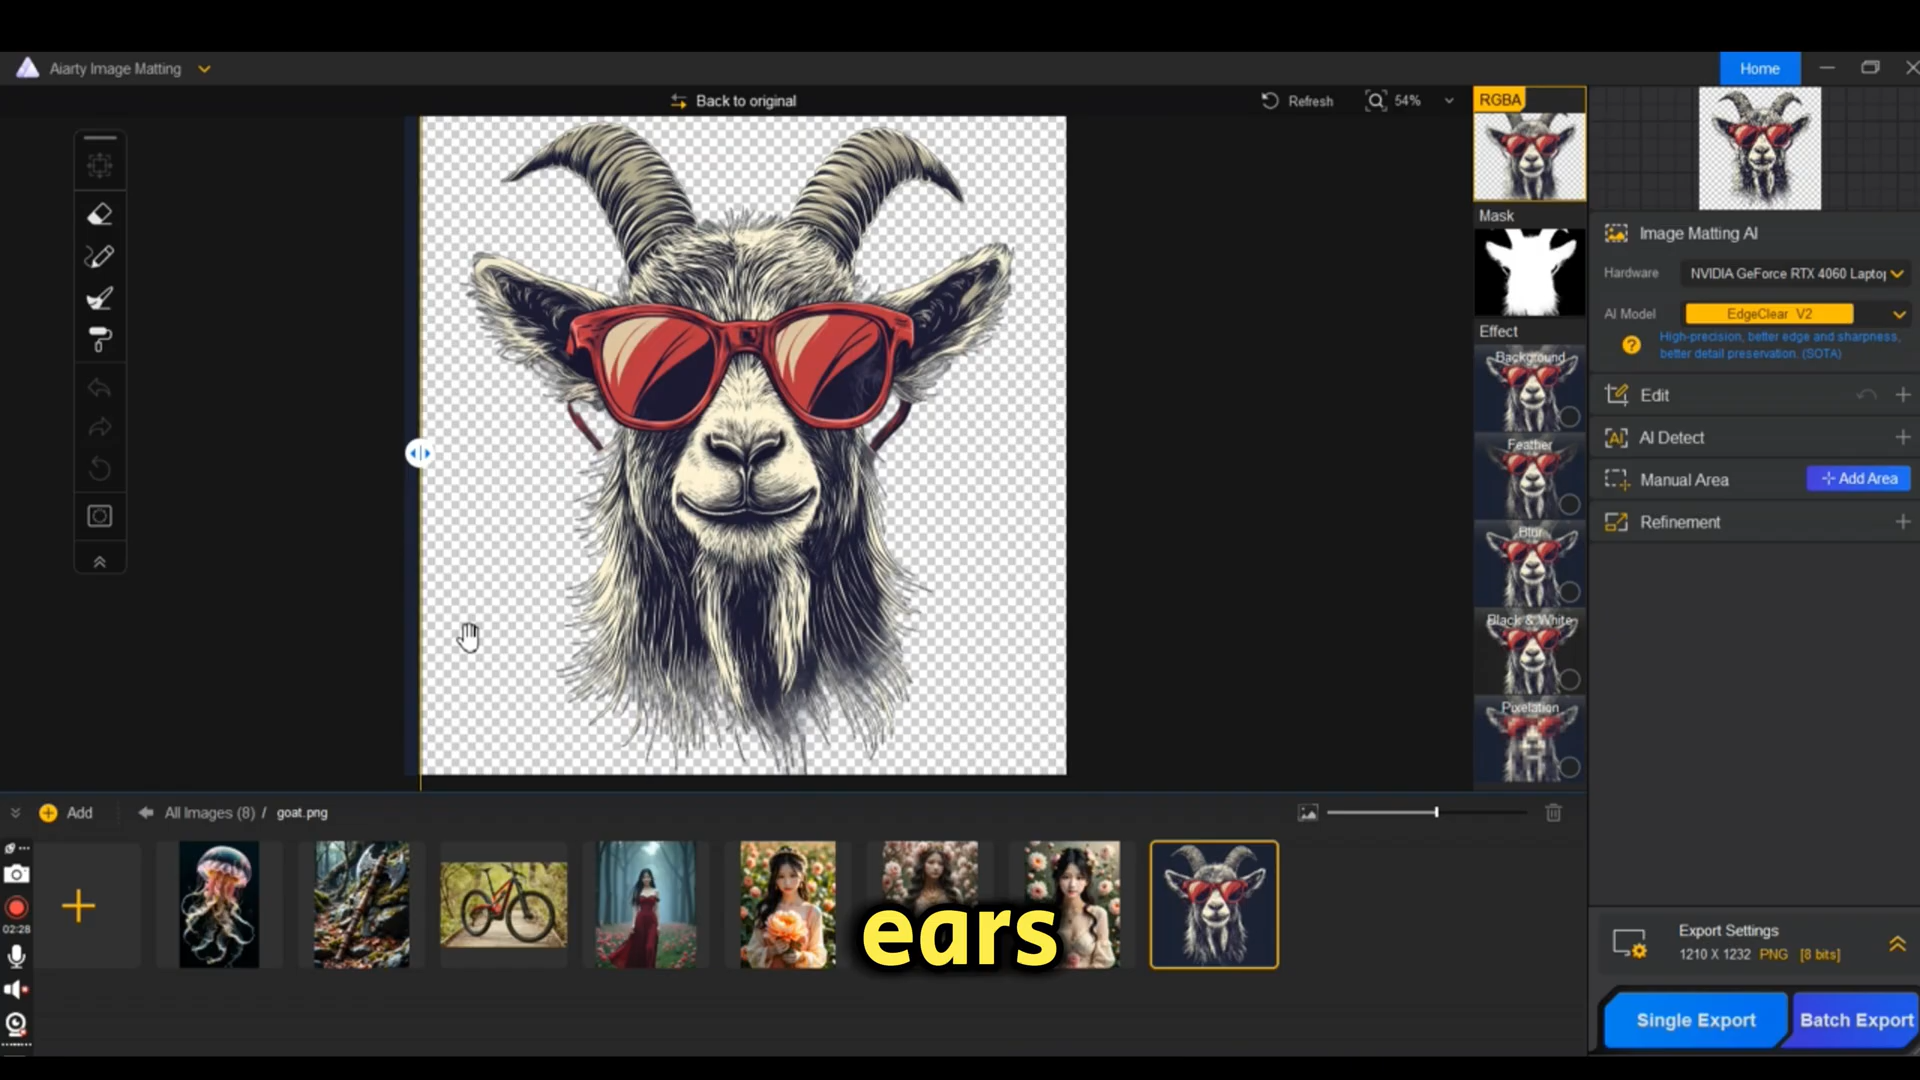 Aiarty Image Matting
Home
Back to original
Refresh
54%
RGBA
Mask
Image Matting AI
Hardware
NVIDIA GeForce RTX 4060 Laptop
AI Model
EdgeClear V2
High-precision, better edge and sharpness,
better detail preservation. (SOTA)
Effect
Background
Edit
AI Detect
Feather
Manual Area
Add Area
Refinement
Blur
Black & White
Pixelation
Add
All Images (8) / goat.png
02:28
ears
Export Settings
1210 X 1232 PNG [8 bits]
Single Export
Batch Export